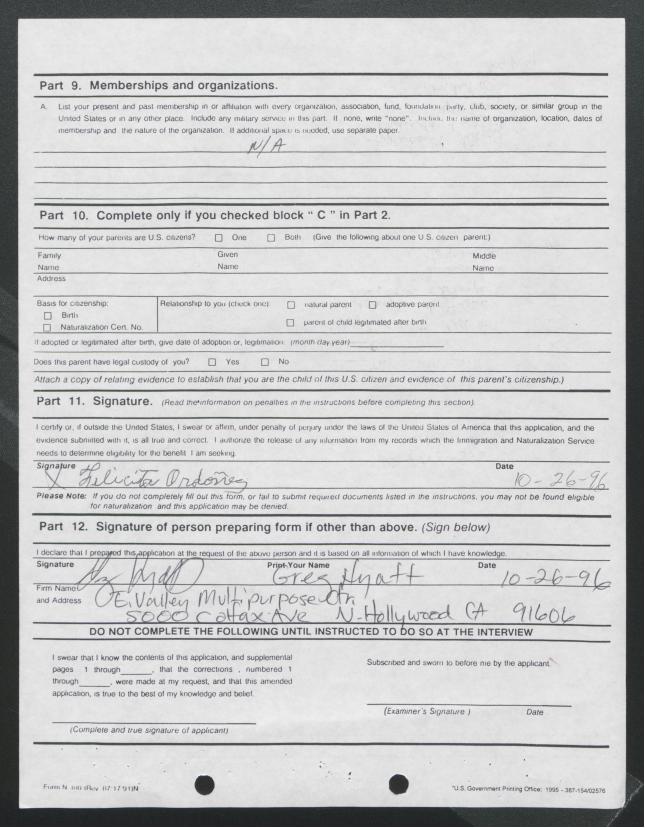 Part 9. Memberships and organizations.
A. List your present and past membership in or affiliation with every organization, association, fund, foundation, party, club, society, or similar group in the
United States or in any other place. Include any military service in this part. If none, write "none". Include the name of organization, location, dates of
membership and the nature of the organization. If additional space is needed, use separate paper.
N/A
Part 10. Complete only if you checked block " C " in Part 2.
How many of your parents are U.S. citizens? One Both (Give the following about one U.S. citizen parent:)
Family Given Middle
Name Name Name
Address
Basis for citizenship: Relationship to you (check one): natural parent adoptive parent
Birth
Naturalization Cert. No. parent of child legitimated after birth
If adopted or legitimated after birth, give date of adoption or, legitimation: (month day year)
Does this parent have legal custody of you? Yes No
Attach a copy of relating evidence to establish that you are the child of this U.S. citizen and evidence of this parent's citizenship.)
Part 11. Signature. (Read the information on penalties in the instructions before completing this section).
I certify or, if outside the United States, I swear or affirm, under penalty of perjury under the laws of the United States of America that this application, and the
evidence submitted with it, is all true and correct. I authorize the release of any information from my records which the Immigration and Naturalization Service
needs to determine eligibility for the benefit I am seeking.
Signature Date
X Felicita Ordoñez 10-26-96
Please Note: If you do not completely fill out this form, or fail to submit required documents listed in the instructions, you may not be found eligible
for naturalization and this application may be denied.
Part 12. Signature of person preparing form if other than above. (Sign below)
I declare that I prepared this application at the request of the above person and it is based on all information of which I have knowledge.
Signature Print Your Name Date
Greg Hyatt 10-26-96
Firm Name
and Address E. Valley Multipurpose Ctr.
5000 Colfax Ave N. Hollywood CA 91606
DO NOT COMPLETE THE FOLLOWING UNTIL INSTRUCTED TO DO SO AT THE INTERVIEW
I swear that I know the contents of this application, and supplemental
pages 1 through , that the corrections , numbered 1
through , were made at my request, and that this amended
application, is true to the best of my knowledge and belief.
(Complete and true signature of applicant)
Subscribed and sworn to before me by the applicant.
(Examiner's Signature ) Date
Form N-400 (Rev. 07/17/91)N
*U.S. Government Printing Office: 1995 - 387-154/02576